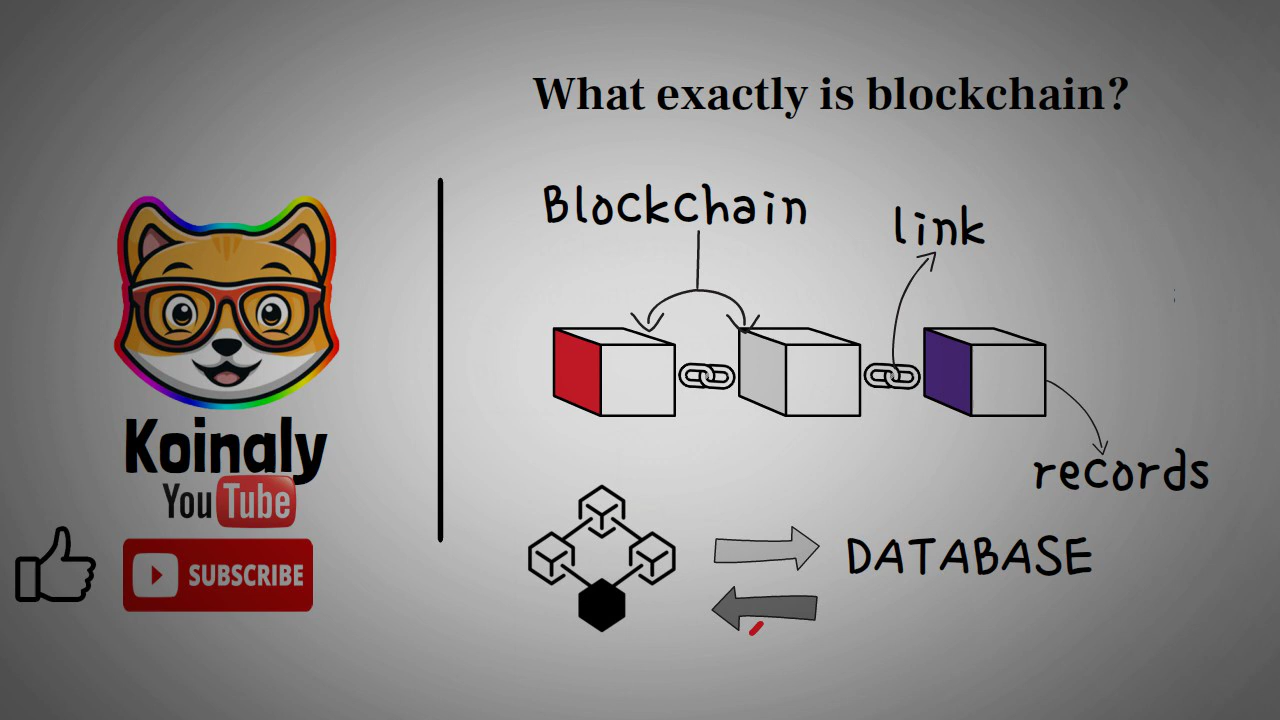 What exactly is blockchain?
Blockchain
link
records
DATABASE
Koinaly
YouTube
SUBSCRIBE